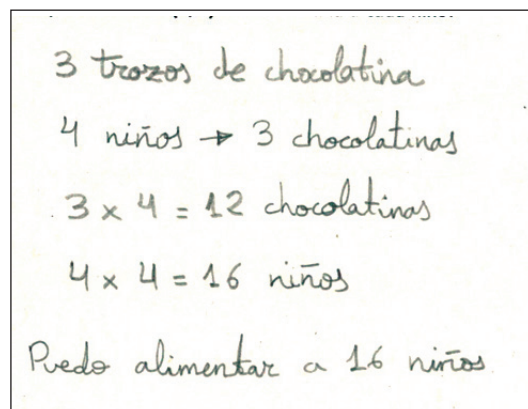 3 trozos de chocolatina
4 niños → 3 chocolatinas
3 x 4 = 12 chocolatinas
4 x 4 = 16 niños
Puedo alimentar a 16 niños